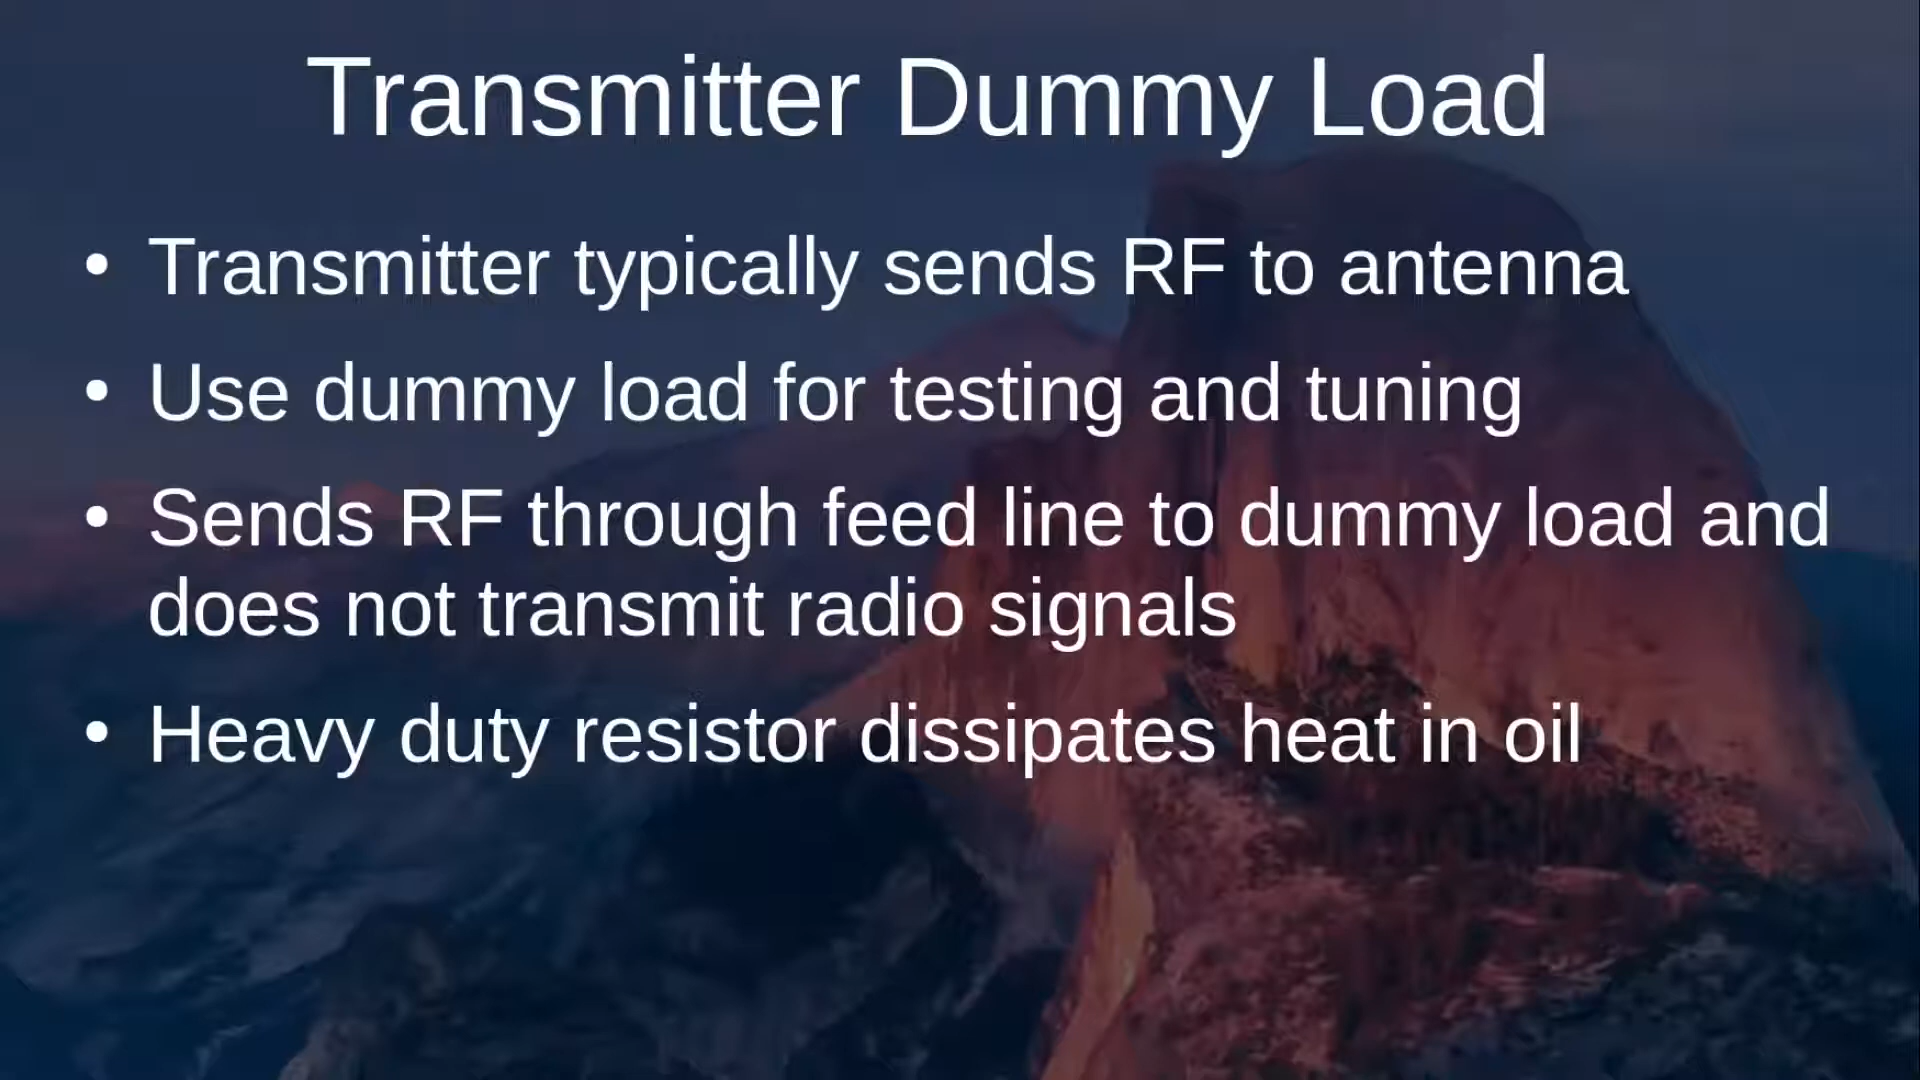 Transmitter Dummy Load
• Transmitter typically sends RF to antenna
• Use dummy load for testing and tuning
• Sends RF through feed line to dummy load and
does not transmit radio signals
• Heavy duty resistor dissipates heat in oil